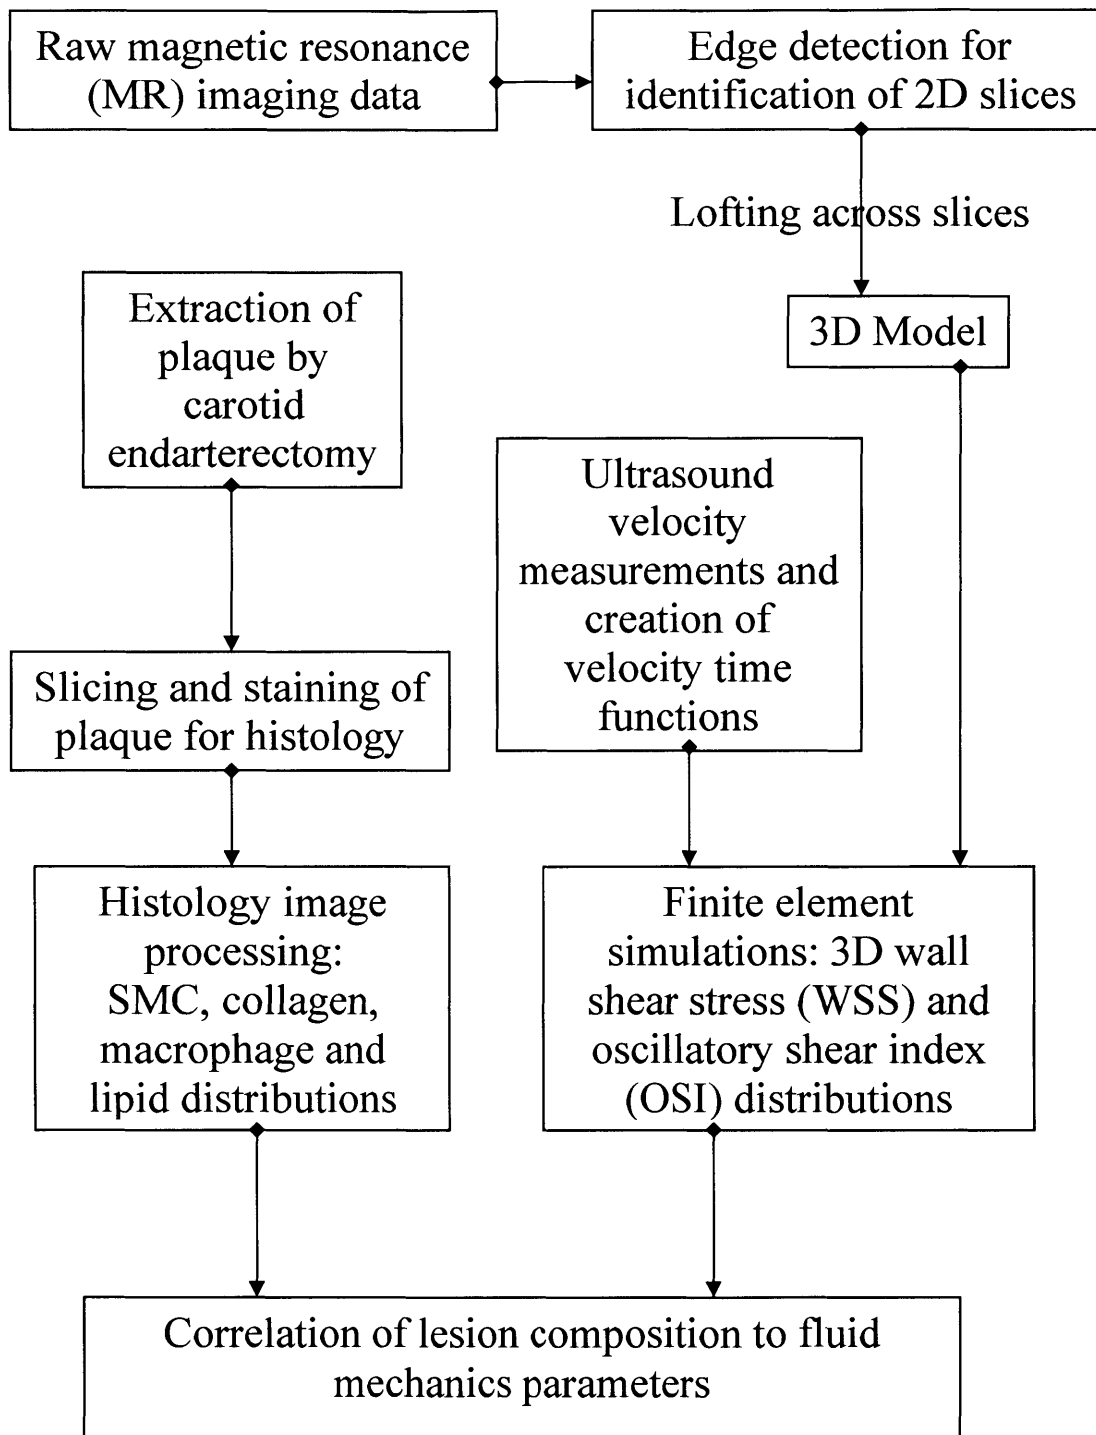 Raw magnetic resonance
(MR) imaging data
Edge detection for
identification of 2D slices
Lofting across slices
3D Model
Extraction of
plaque by
carotid
endarterectomy
Ultrasound
velocity
measurements and
creation of
velocity time
functions
Slicing and staining of
plaque for histology
Histology image
processing:
SMC, collagen,
macrophage and
lipid distributions
Finite element
simulations: 3D wall
shear stress (WSS) and
oscillatory shear index
(OSI) distributions
Correlation of lesion composition to fluid
mechanics parameters